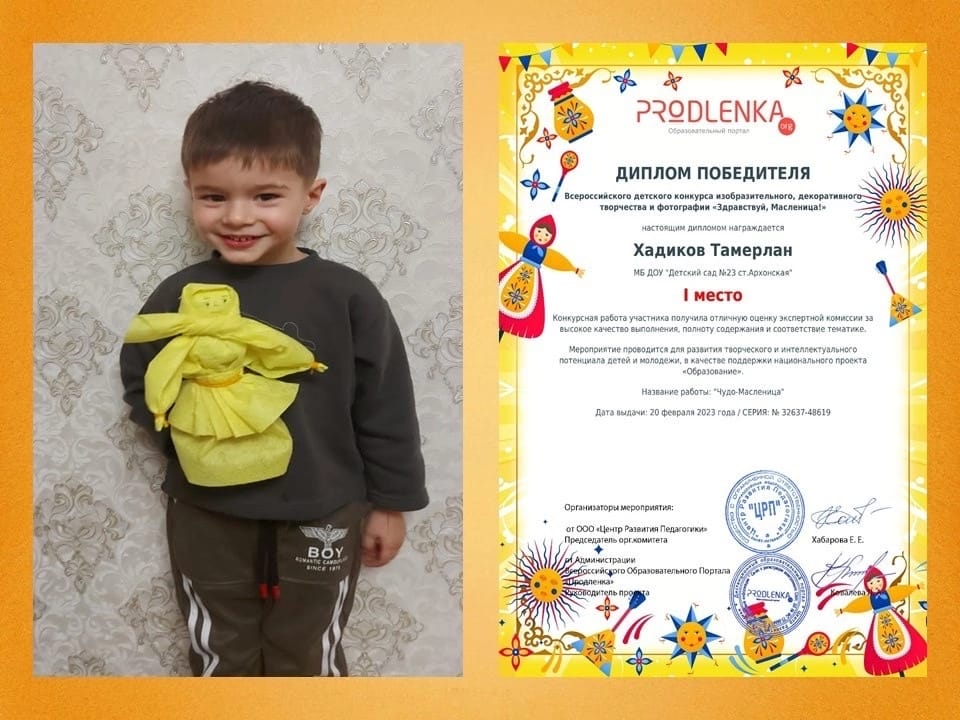 BOY
ROMANTIC CAMOUFLAGE
SINCE 1978
PRODLENKA
org
Образовательный портал
ДИПЛОМ ПОБЕДИТЕЛЯ
Всероссийского детского конкурса изобразительного, декоративного
творчества и фотографии «Здравствуй, Масленица!»
настоящим дипломом награждается
Хадиков Тамерлан
МБ ДОУ "Детский сад №23 ст.Архонская"
I место
Конкурсная работа участника получила отличную оценку экспертной комиссии за
высокое качество выполнения, полноту содержания и соответствие тематике.
Мероприятие проводится для развития творческого и интеллектуального
потенциала детей и молодежи, в качестве поддержки национального проекта
«Образование».
Название работы: "Чудо-Масленица"
Дата выдачи: 20 февраля 2023 года / СЕРИЯ: № 32637-48619
Организаторы мероприятия:
от ООО «Центр Развития Педагогики»
Председатель орг.комитета
Хабарова Е. Е.
"ЦРП"
от Администрации
Всероссийского Образовательного Портала
«Продленка»
Руководитель проекта
PRODLENKA
Ковалева